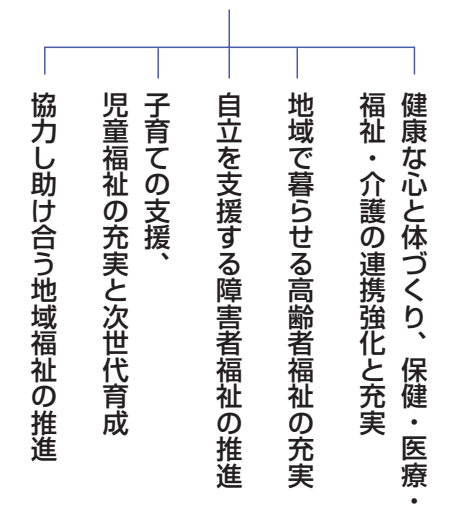 健康な心と体づくり、保健・医療・
福祉・介護の連携強化と充実
地域で暮らせる高齢者福祉の充実
自立を支援する障害者福祉の推進
子育ての支援、
児童福祉の充実と次世代育成
協力し助け合う地域福祉の推進